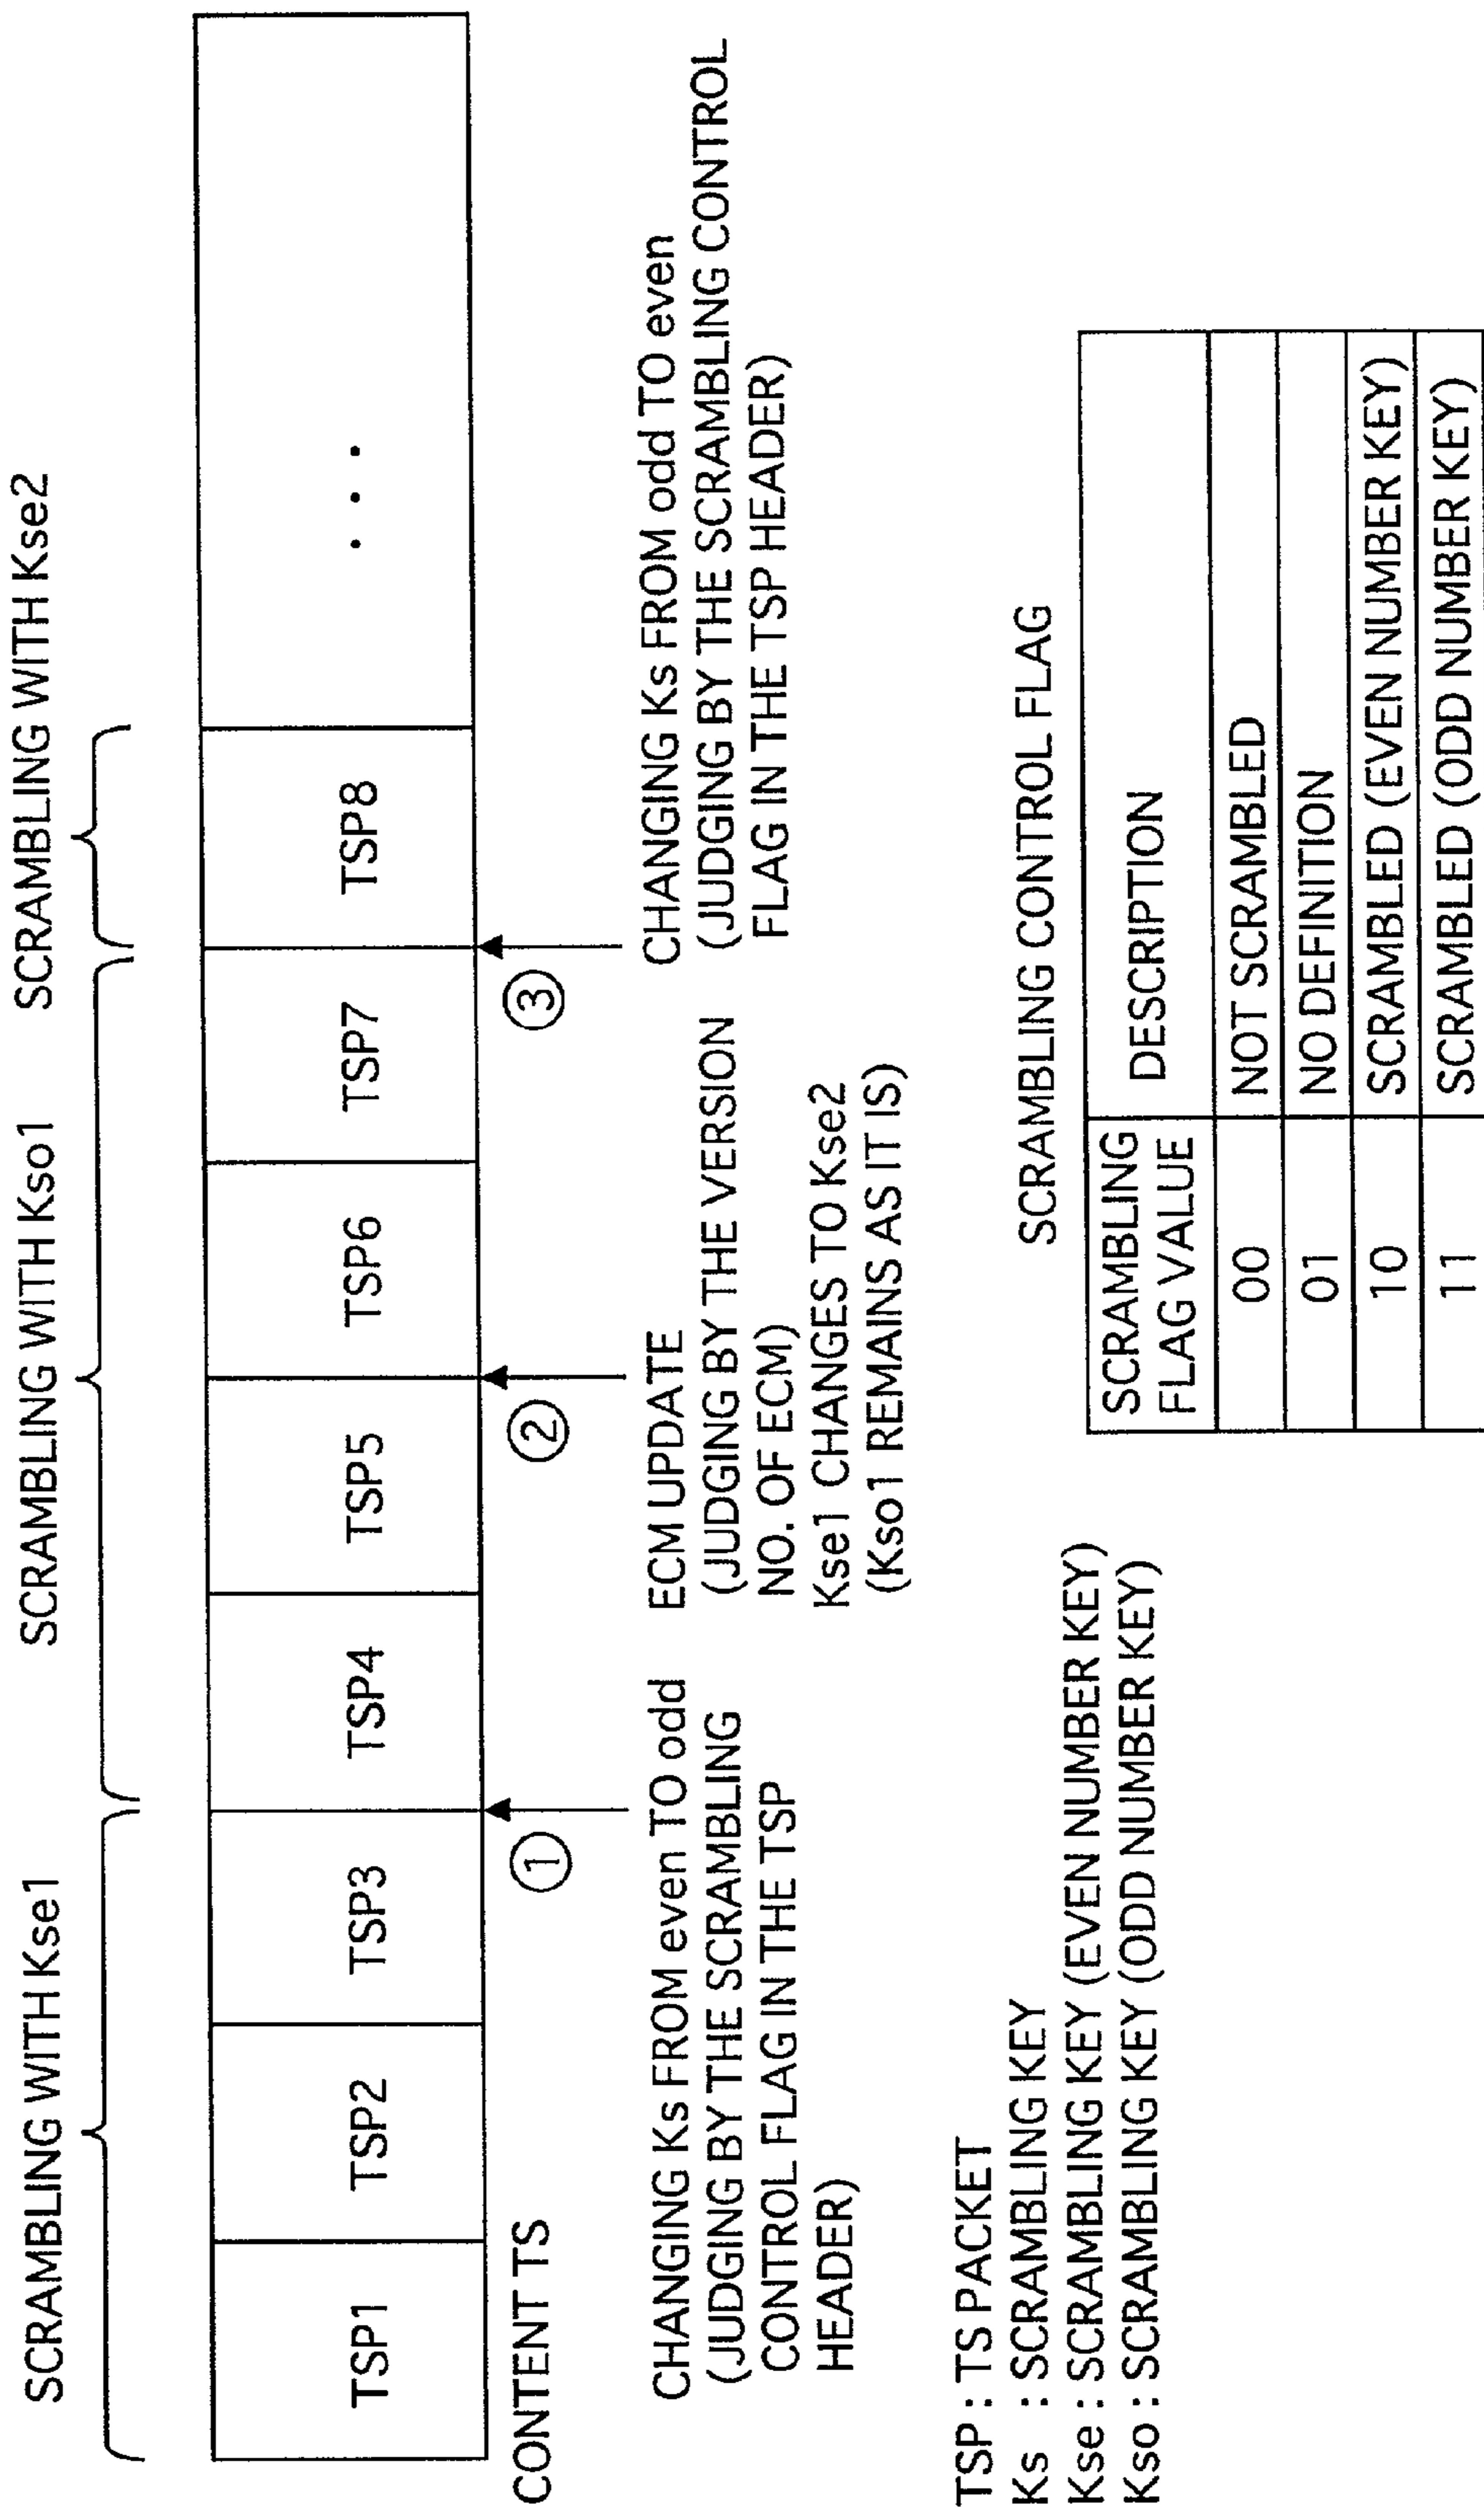 SCRAMBLING WITH Kse1
SCRAMBLING WITH Kso1
SCRAMBLING WITH Kse2
TSP1
TSP2
TSP3
TSP4
TSP5
TSP6
TSP7
TSP8
. . .
CONTENT TS
①
②
③
CHANGING Ks FROM even TO odd
(JUDGING BY THE SCRAMBLING
CONTROL FLAG IN THE TSP
HEADER)
ECM UPDATE
(JUDGING BY THE VERSION
NO. OF ECM)
Kse1 CHANGES TO Kse2
(Kso1 REMAINS AS IT IS)
CHANGING Ks FROM odd TO even
(JUDGING BY THE SCRAMBLING CONTROL
FLAG IN THE TSP HEADER)
TSP : TS PACKET
Ks : SCRAMBLING KEY
Kse : SCRAMBLING KEY (EVEN NUMBER KEY)
Kso : SCRAMBLING KEY (ODD NUMBER KEY)
SCRAMBLING CONTROL FLAG
SCRAMBLING
FLAG VALUE
DESCRIPTION
00 NOT SCRAMBLED
01 NO DEFINITION
10 SCRAMBLED (EVEN NUMBER KEY)
11 SCRAMBLED (ODD NUMBER KEY)